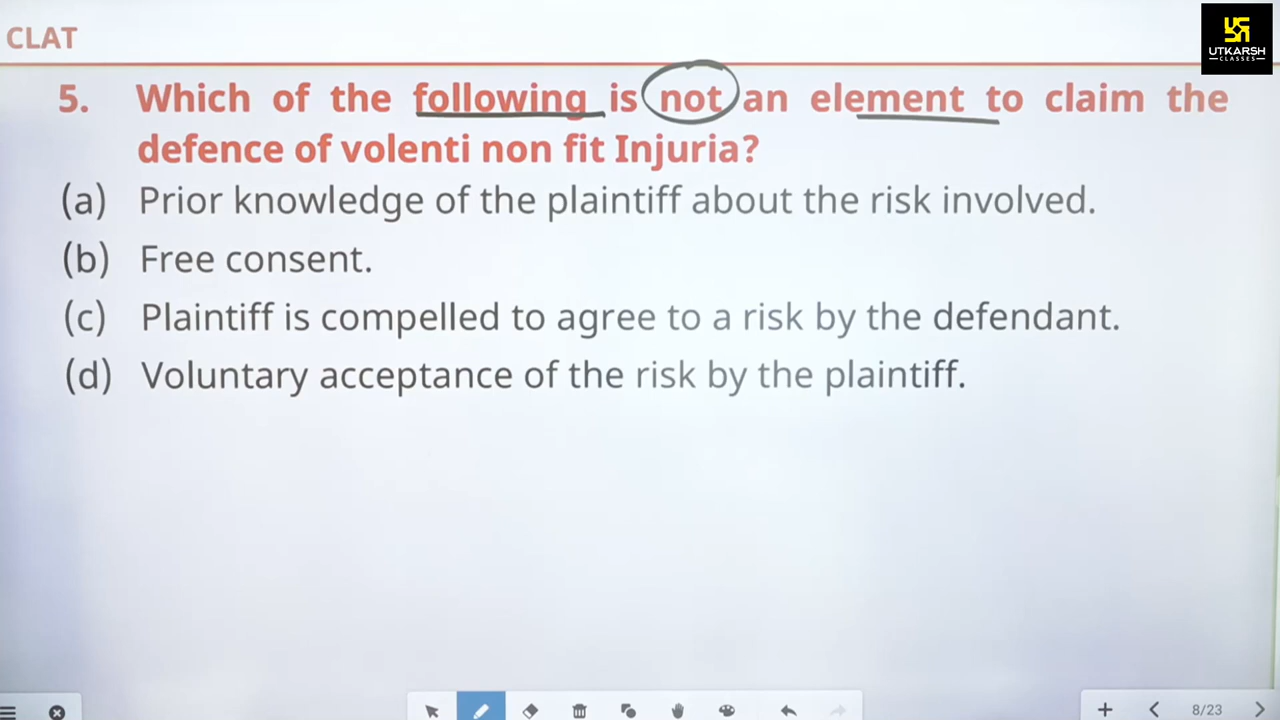 CLAT
UTKARSH
CLASSES
5. Which of the following is not an element to claim the
defence of volenti non fit Injuria?
(a) Prior knowledge of the plaintiff about the risk involved.
(b) Free consent.
(c) Plaintiff is compelled to agree to a risk by the defendant.
(d) Voluntary acceptance of the risk by the plaintiff.
8/23